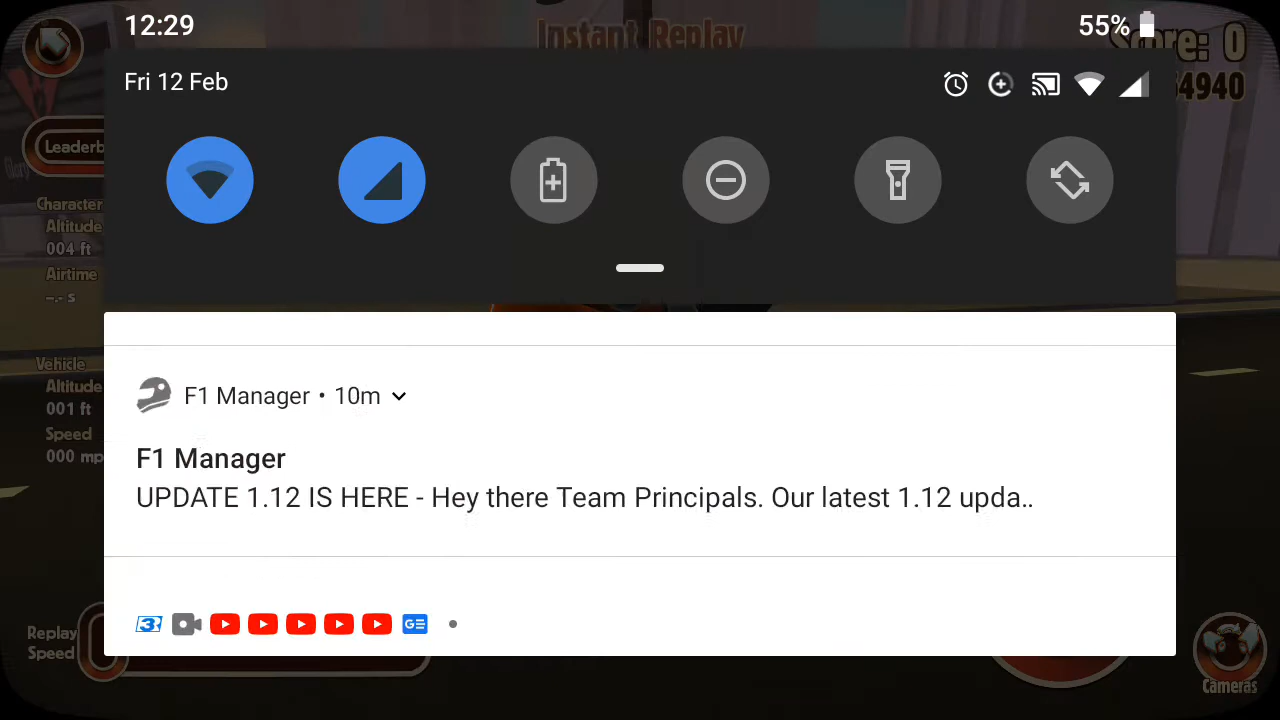 12:29
55%
Instant Replay
Score: 0
Fri 12 Feb
4940
Leaderb
Character
Altitude
004 ft
Airtime
-.- s
Vehicle
Altitude
001 ft
Speed
000 mp
F1 Manager • 10m
F1 Manager
UPDATE 1.12 IS HERE - Hey there Team Principals. Our latest 1.12 upda..
3
GE
Replay
Speed
Cameras